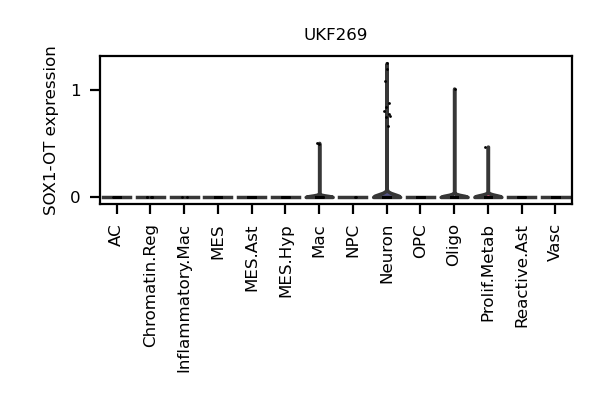 UKF269
SOX1-OT expression
1
0
AC
Chromatin.Reg
Inflammatory.Mac
MES
MES.Ast
MES.Hyp
Mac
NPC
Neuron
OPC
Oligo
Prolif.Metab
Reactive.Ast
Vasc